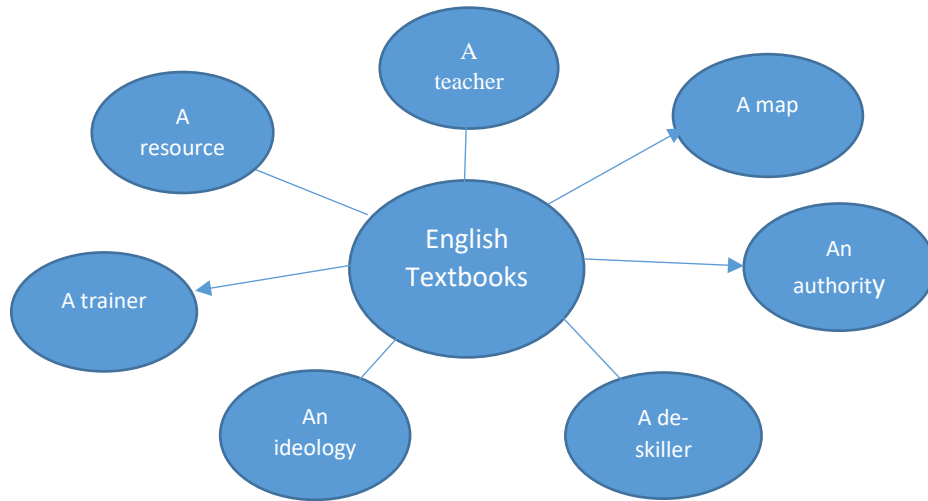 A
teacher
A map
A
resource
English
Textbooks
An
authority
A trainer
An
ideology
A de-
skiller